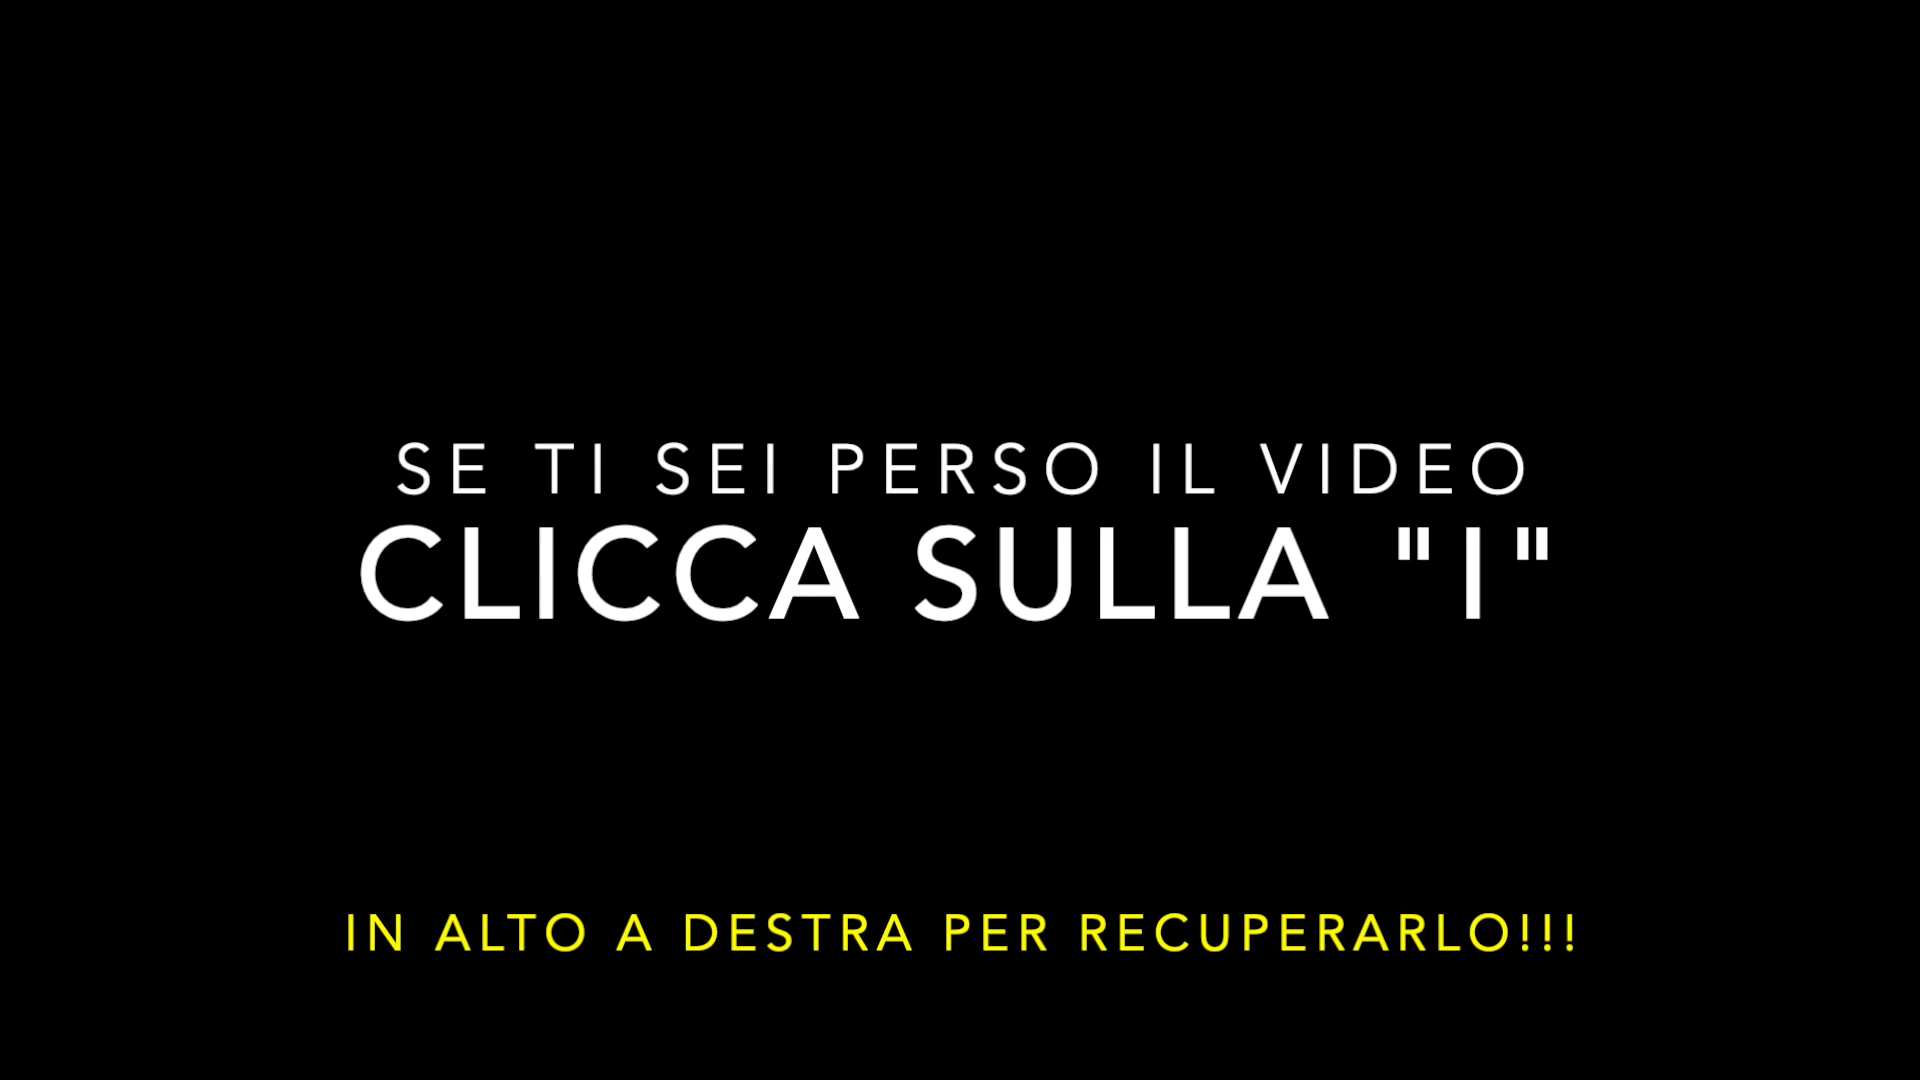 SE TI SEI PERSO IL VIDEO
CLICCA SULLA "I"
IN ALTO A DESTRA PER RECUPERARLO!!!